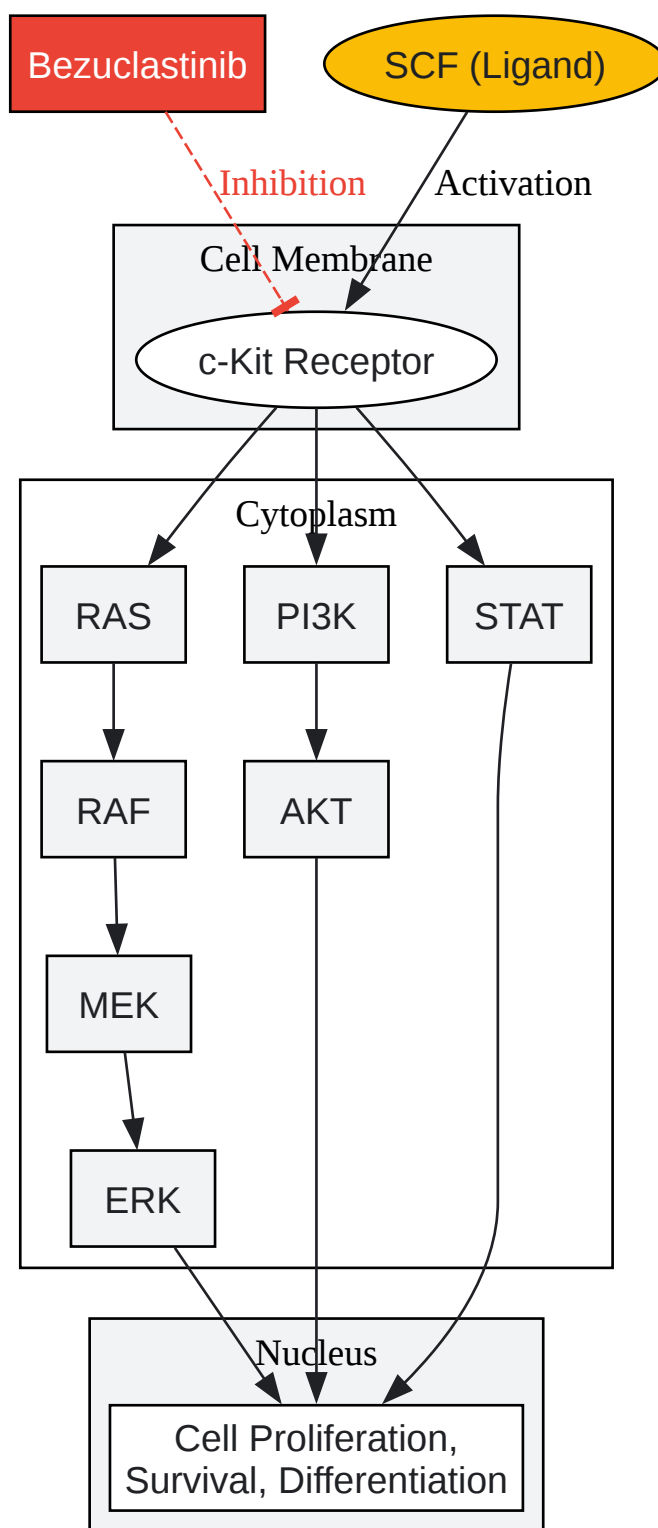 Bezuclastinib
SCF (Ligand)
Inhibition
Activation
Cell Membrane
c-Kit Receptor
Cytoplasm
RAS
PI3K
STAT
RAF
AKT
MEK
ERK
Nucleus
Cell Proliferation,
Survival, Differentiation